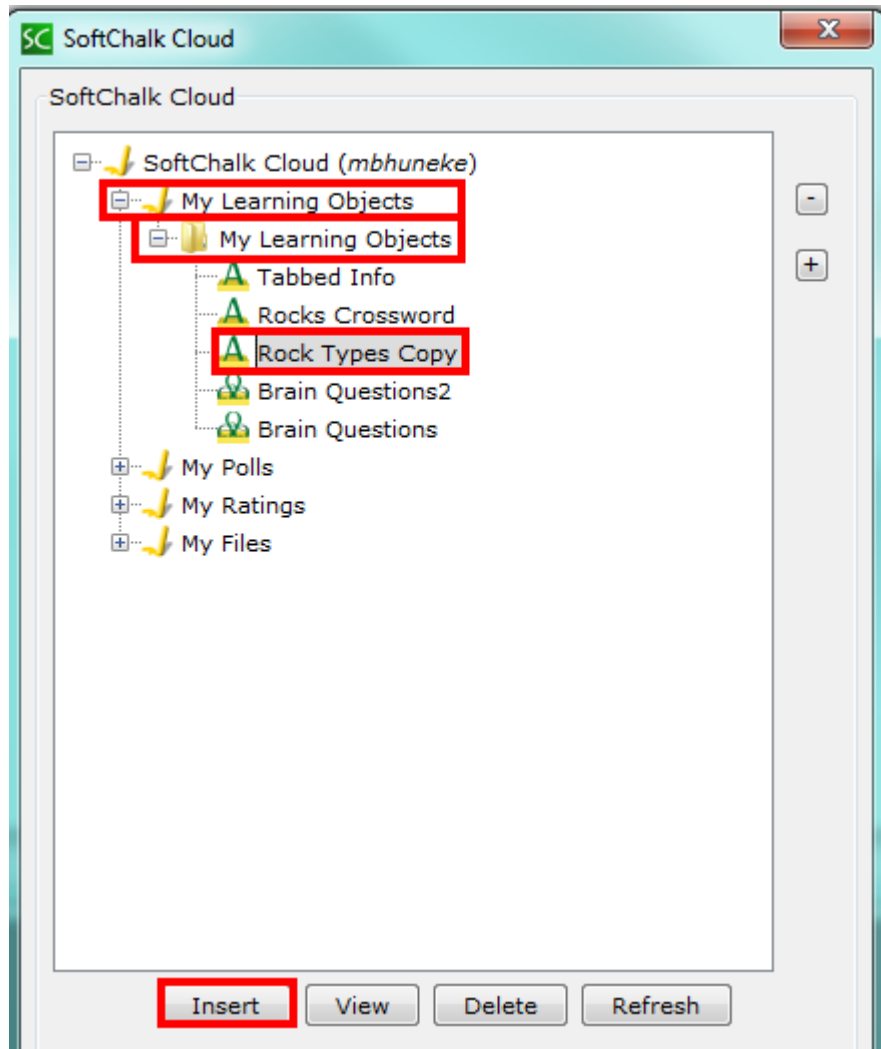 SC SoftChalk Cloud x
SoftChalk Cloud
SoftChalk Cloud (mbhuneke)
My Learning Objects
My Learning Objects
A Tabbed Info
A Rocks Crossword
A Rock Types Copy
Brain Questions2
Brain Questions
My Polls
My Ratings
My Files
Insert View Delete Refresh